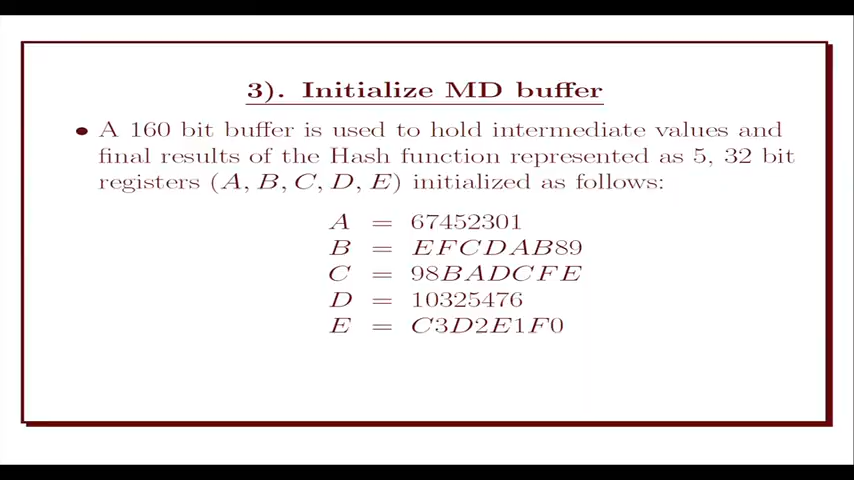 3). Initialize MD buffer
• A 160 bit buffer is used to hold intermediate values and
final results of the Hash function represented as 5, 32 bit
registers (A, B, C, D, E) initialized as follows:
A = 67452301
B = EFCDAB89
C = 98BADCFE
D = 10325476
E = C3D2E1F0